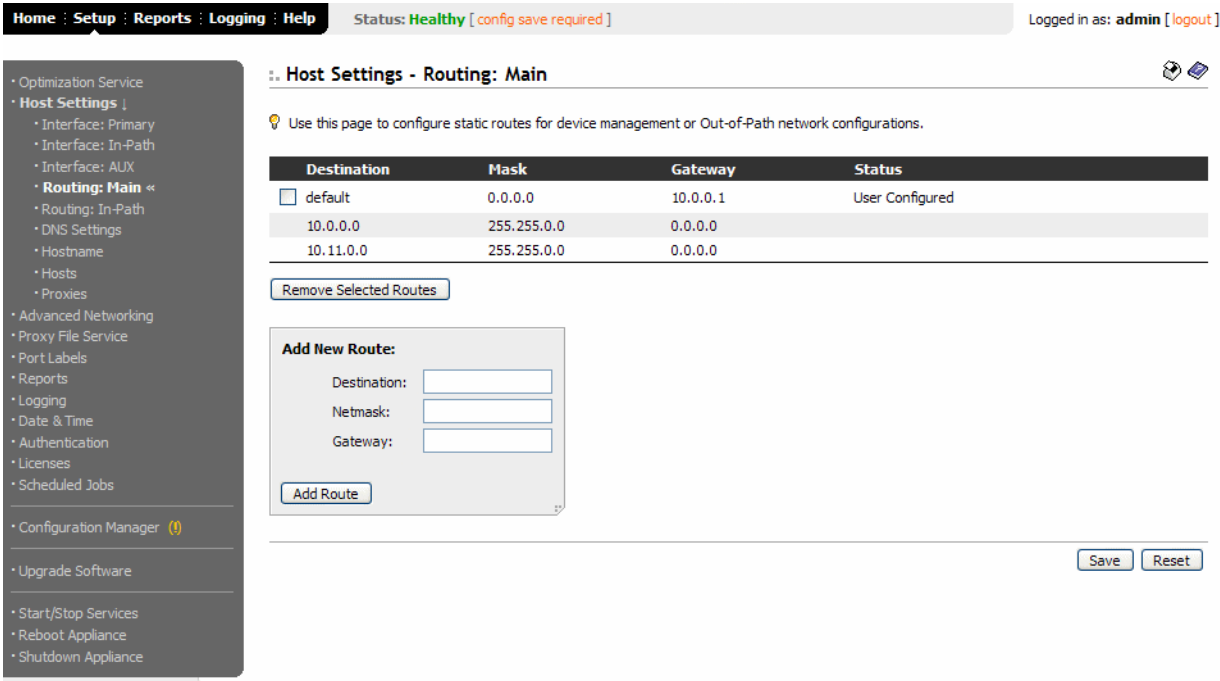 Home Setup Reports Logging Help
Status: Healthy [ config save required ]
Logged in as: admin [ logout ]
· Optimization Service
· Host Settings ↓
· Interface: Primary
· Interface: In-Path
· Interface: AUX
· Routing: Main «
· Routing: In-Path
· DNS Settings
· Hostname
· Hosts
· Proxies
· Advanced Networking
· Proxy File Service
· Port Labels
· Reports
· Logging
· Date & Time
· Authentication
· Licenses
· Scheduled Jobs
· Configuration Manager (!)
· Upgrade Software
· Start/Stop Services
· Reboot Appliance
· Shutdown Appliance
:. Host Settings - Routing: Main
Use this page to configure static routes for device management or Out-of-Path network configurations.
Destination Mask Gateway Status
default 0.0.0.0 10.0.0.1 User Configured
10.0.0.0 255.255.0.0 0.0.0.0
10.11.0.0 255.255.0.0 0.0.0.0
Remove Selected Routes
Add New Route:
Destination:
Netmask:
Gateway:
Add Route
Save Reset